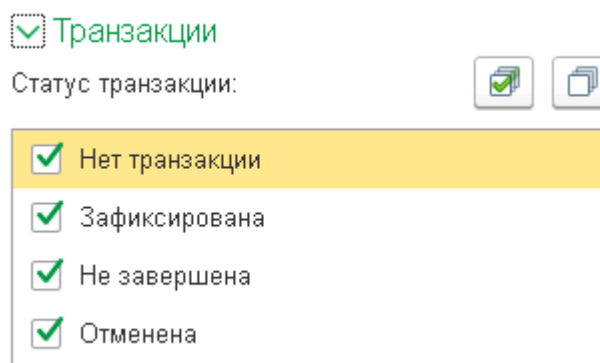 Транзакции
Статус транзакции:
Нет транзакции
Зафиксирована
Не завершена
Отменена